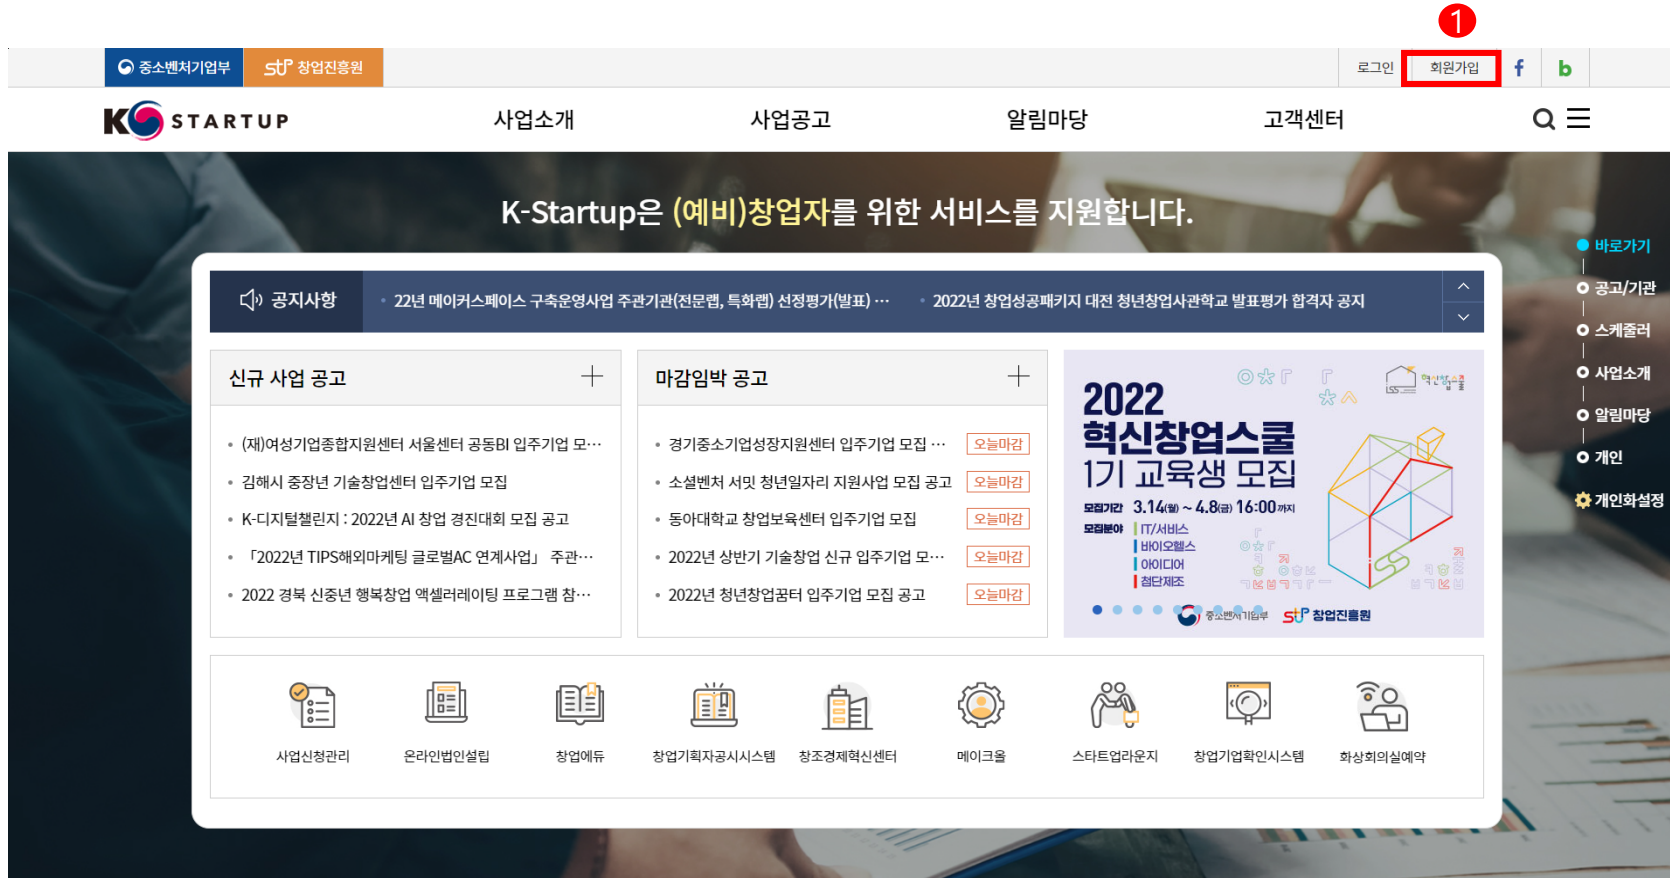 1
중소벤처기업부
창업진흥원
로그인
회원가입
f
b
K STARTUP
사업소개
사업공고
알림마당
고객센터
K-Startup은 (예비)창업자를 위한 서비스를 지원합니다.
바로가기
공고/기관
스케줄러
사업소개
알림마당
개인
개인화설정
공지사항
22년 메이커스페이스 구축운영사업 주관기관(전문랩, 특화랩) 선정평가(발표) ···
2022년 창업성공패키지 대전 청년창업사관학교 발표평가 합격자 공지
신규 사업 공고
(재)여성기업종합지원센터 서울센터 공동BI 입주기업 모···
김해시 중장년 기술창업센터 입주기업 모집
K-디지털챌린지 : 2022년 AI 창업 경진대회 모집 공고
「2022년 TIPS해외마케팅 글로벌AC 연계사업」 주관···
2022 경북 신중년 행복창업 액셀러레이팅 프로그램 참···
마감임박 공고
경기중소기업성장지원센터 입주기업 모집 ··· 오늘마감
소셜벤처 서밋 청년일자리 지원사업 모집 공고 오늘마감
동아대학교 창업보육센터 입주기업 모집 오늘마감
2022년 상반기 기술창업 신규 입주기업 모··· 오늘마감
2022년 청년창업꿈터 입주기업 모집 공고 오늘마감
LSS 혁신창업스쿨
2022
혁신창업스쿨
1기 교육생 모집
모집기간 3.14(월) ~ 4.8(금) 16:00 까지
모집분야 IT/서비스
바이오헬스
아이디어
첨단제조
중소벤처기업부
창업진흥원
사업신청관리
온라인법인설립
창업에듀
창업기획자공시시스템
창조경제혁신센터
메이크올
스타트업라운지
창업기업확인시스템
화상회의실예약